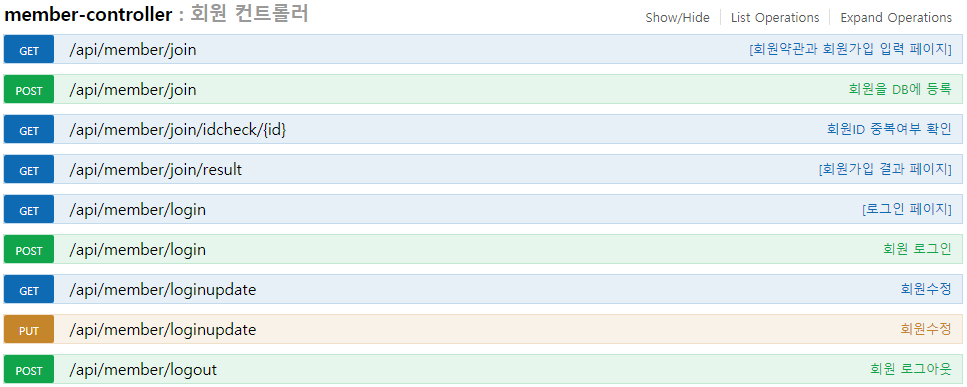 member-controller : 회원 컨트롤러 Show/Hide List Operations Expand Operations
GET /api/member/join [회원약관과 회원가입 입력 페이지]
POST /api/member/join 회원을 DB에 등록
GET /api/member/join/idcheck/{id} 회원ID 중복여부 확인
GET /api/member/join/result [회원가입 결과 페이지]
GET /api/member/login [로그인 페이지]
POST /api/member/login 회원 로그인
GET /api/member/loginupdate 회원수정
PUT /api/member/loginupdate 회원수정
POST /api/member/logout 회원 로그아웃